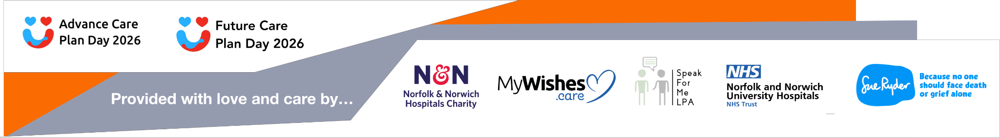 Advance Care
Plan Day 2026
Future Care
Plan Day 2026
Provided with love and care by...
N&N
Norfolk & Norwich
Hospitals Charity
MyWishes
.care
Speak
For
Me
LPA
NHS
Norfolk and Norwich
University Hospitals
NHS Trust
Sue Ryder
Because no one
should face death
or grief alone